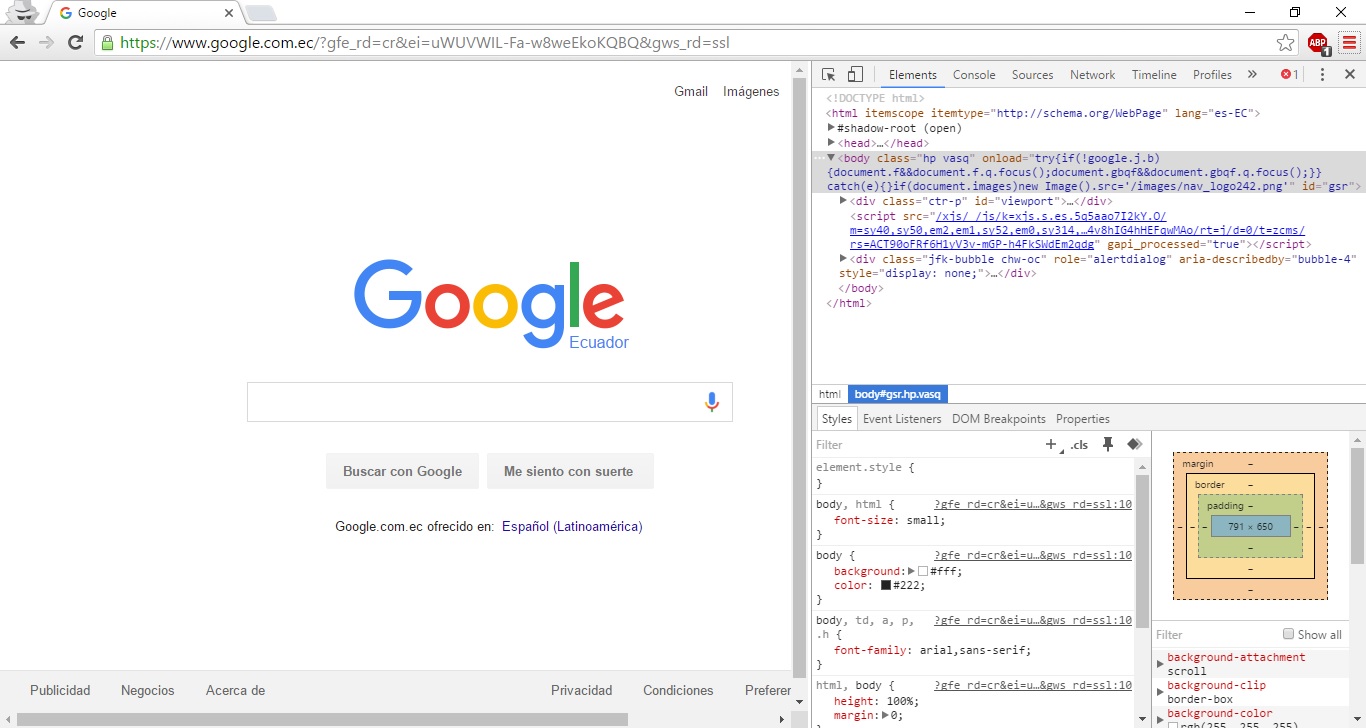 Google
https://www.google.com.ec/?gfe_rd=cr&ei=uWUVWIL-Fa-w8weEkoKQBQ&gws_rd=ssl
ABP 1
Gmail Imágenes
Google
Ecuador
Buscar con Google Me siento con suerte
Google.com.ec ofrecido en: Español (Latinoamérica)
Publicidad Negocios Acerca de Privacidad Condiciones Preferer
Elements Console Sources Network Timeline Profiles » 1
<!DOCTYPE html>
<html itemscope itemtype="http://schema.org/WebPage" lang="es-EC">
#shadow-root (open)
<head>…</head>
<body class="hp vasq" onload="try{if(!google.j.b)
{document.f&&document.f.q.focus();document.gbqf&&document.gbqf.q.focus();}}
catch(e){}if(document.images)new Image().src='/images/nav_logo242.png'" id="gsr">
<div class="ctr-p" id="viewport">…</div>
<script src="/xjs/_/js/k=xjs.s.es.5q5aao7I2kY.O/
m=sy40,sy50,em2,em1,sy52,em0,sy314,…4v8hIG4hHEFqwMAo/rt=j/d=0/t=zcms/
rs=ACT90oFRf6H1yV3v-mGP-h4FkSWdEm2qdg" gapi_processed="true"></script>
<div class="jfk-bubble chw-oc" role="alertdialog" aria-describedby="bubble-4"
style="display: none;">…</div>
</body>
</html>
html body#gsr.hp.vasq
Styles Event Listeners DOM Breakpoints Properties
Filter + .cls
element.style {
}
body, html { ?gfe_rd=cr&ei=u…&gws_rd=ssl:10
font-size: small;
}
body { ?gfe_rd=cr&ei=u…&gws_rd=ssl:10
background: #fff;
color: #222;
}
body, td, a, p, ?gfe_rd=cr&ei=u…&gws_rd=ssl:10
.h {
font-family: arial,sans-serif;
}
html, body { ?gfe_rd=cr&ei=u…&gws_rd=ssl:10
height: 100%;
margin: 0;
margin –
border –
padding –
– – – 791 × 650 – – –
–
–
–
Filter Show all
background-attachment
scroll
background-clip
border-box
background-color
rgb(255, 255, 255)